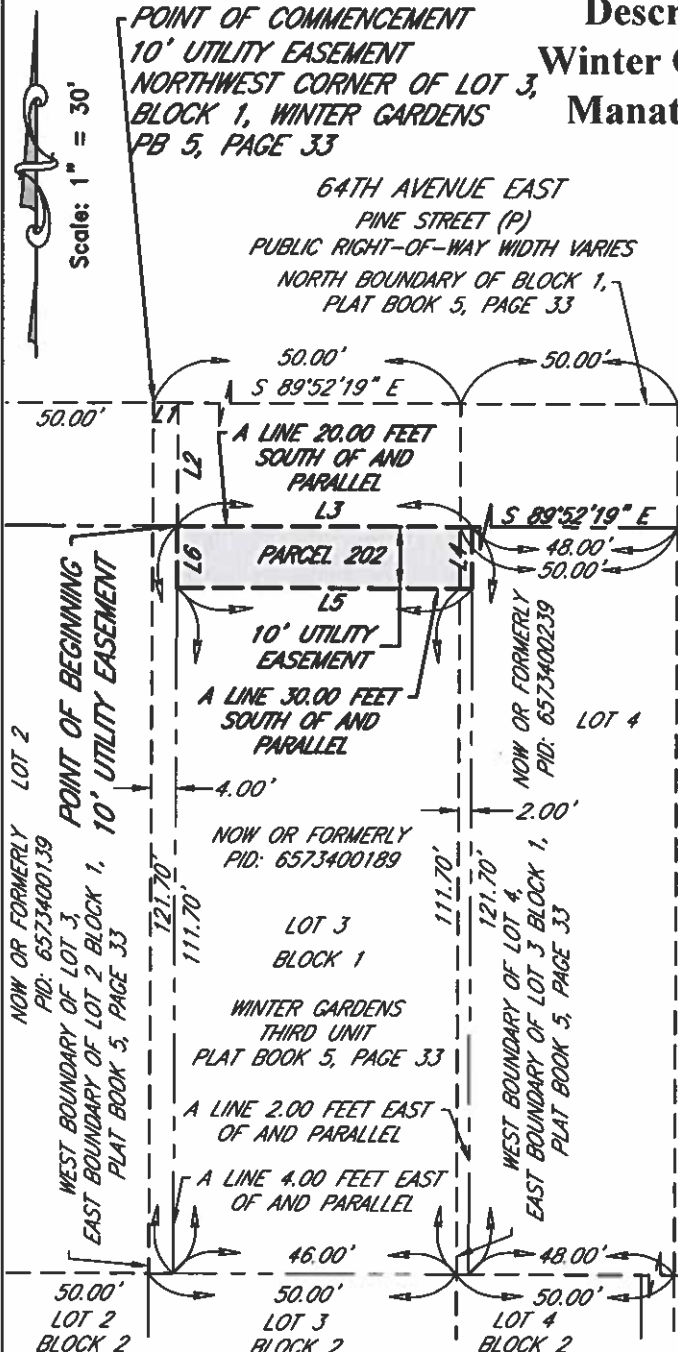 POINT OF COMMENCEMENT
10' UTILITY EASEMENT
NORTHWEST CORNER OF LOT 3,
BLOCK 1, WINTER GARDENS
PB 5, PAGE 33
Descr
Winter
Manat
Scale: 1" = 30'
64TH AVENUE EAST
PINE STREET (P)
PUBLIC RIGHT-OF-WAY WIDTH VARIES
NORTH BOUNDARY OF BLOCK 1,
PLAT BOOK 5, PAGE 33
50.00'
50.00'
S 89°52'19" E
50.00'
L1
L2
A LINE 20.00 FEET
SOUTH OF AND
PARALLEL
L3
S 89°52'19" E
48.00'
50.00'
L6
PARCEL 202
L4
L5
10' UTILITY
EASEMENT
A LINE 30.00 FEET
SOUTH OF AND
PARALLEL
POINT OF BEGINNING
10' UTILITY EASEMENT
LOT 2
NOW OR FORMERLY
PID: 6573400139
NOW OR FORMERLY
PID: 6573400239
LOT 4
4.00'
2.00'
NOW OR FORMERLY
PID: 6573400189
121.70'
111.70'
111.70'
121.70'
LOT 3
BLOCK 1
WINTER GARDENS
THIRD UNIT
PLAT BOOK 5, PAGE 33
WEST BOUNDARY OF LOT 3,
EAST BOUNDARY OF LOT 2 BLOCK 1,
PLAT BOOK 5, PAGE 33
WEST BOUNDARY OF LOT 4,
EAST BOUNDARY OF LOT 3 BLOCK 1,
PLAT BOOK 5, PAGE 33
A LINE 2.00 FEET EAST
OF AND PARALLEL
A LINE 4.00 FEET EAST
OF AND PARALLEL
46.00'
48.00'
50.00'
50.00'
50.00'
LOT 2
BLOCK 2
LOT 3
BLOCK 2
LOT 4
BLOCK 2